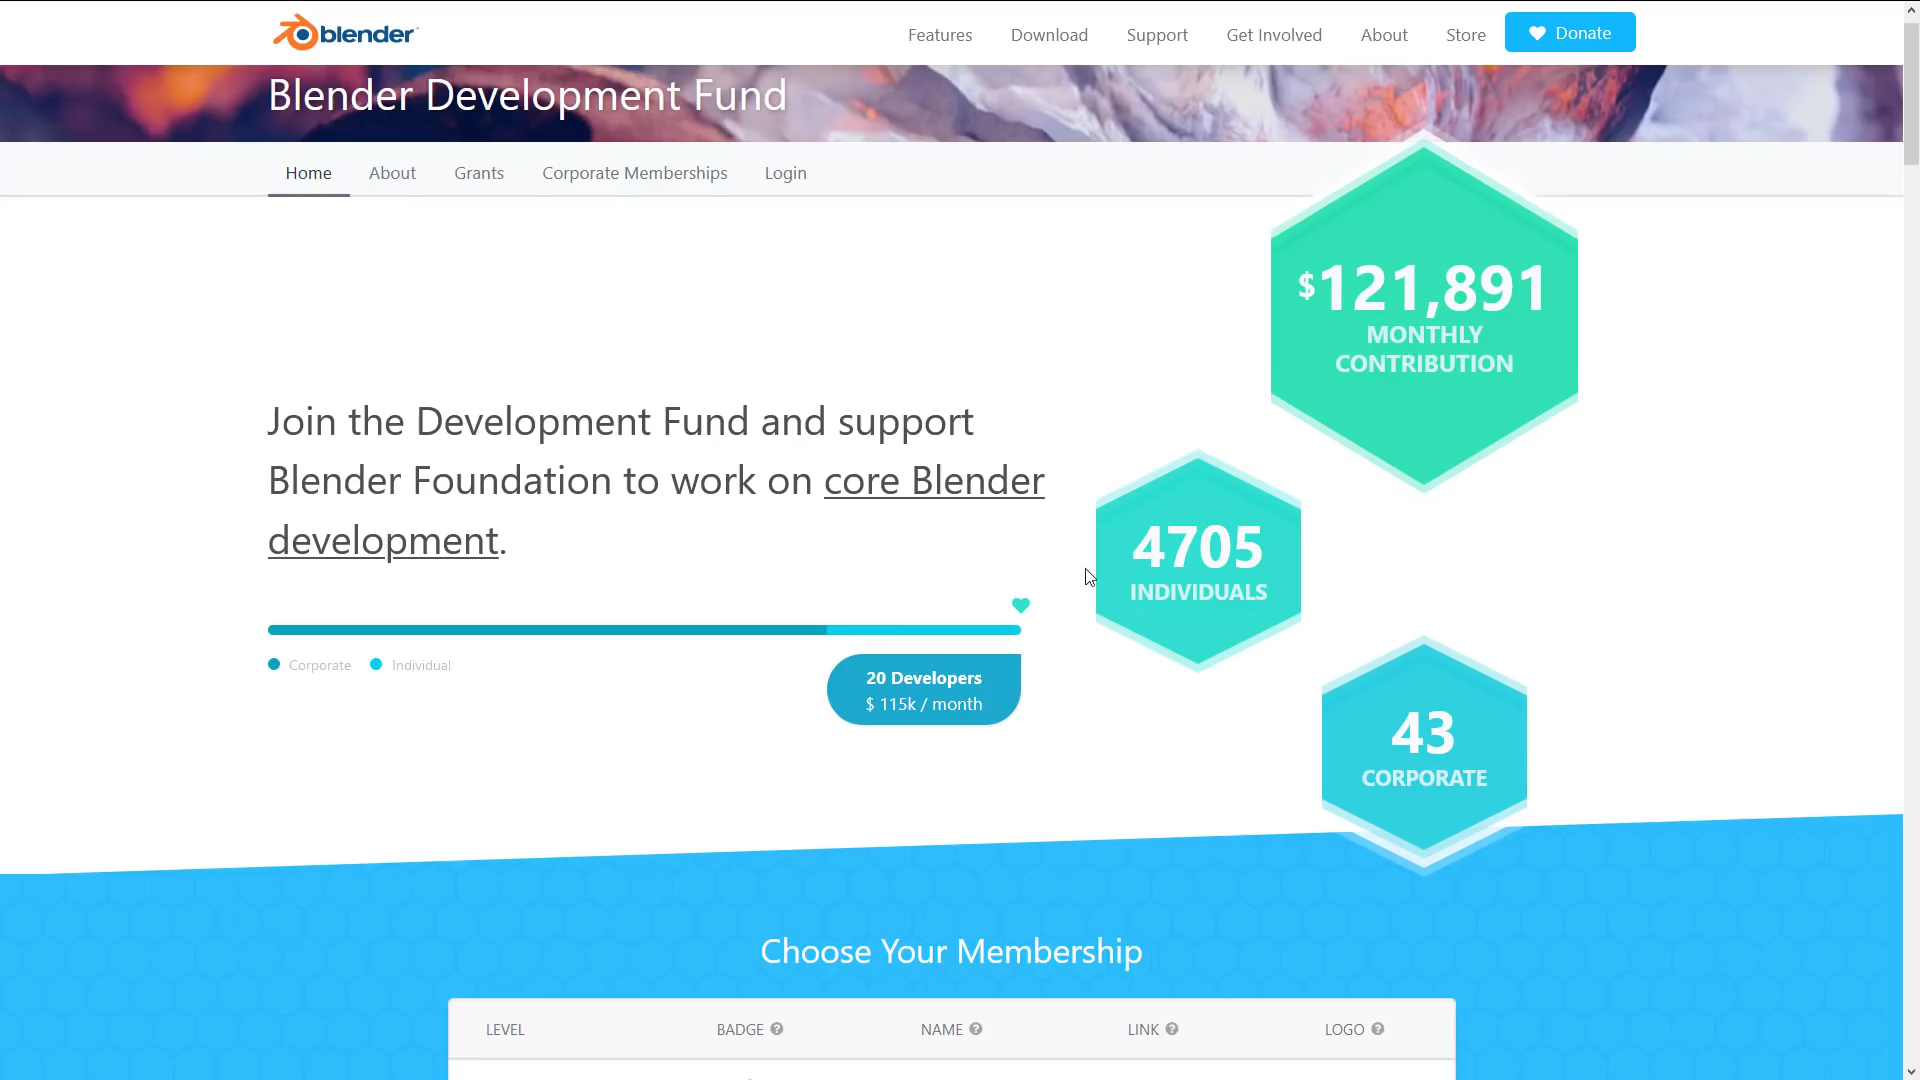 blender
Features Download Support Get Involved About Store Donate
Blender Development Fund
Home About Grants Corporate Memberships Login
$121,891
MONTHLY
CONTRIBUTION
Join the Development Fund and support
Blender Foundation to work on core Blender
development.
4705
INDIVIDUALS
Corporate Individual
20 Developers
$ 115k / month
43
CORPORATE
Choose Your Membership
LEVEL BADGE ? NAME ? LINK ? LOGO ?